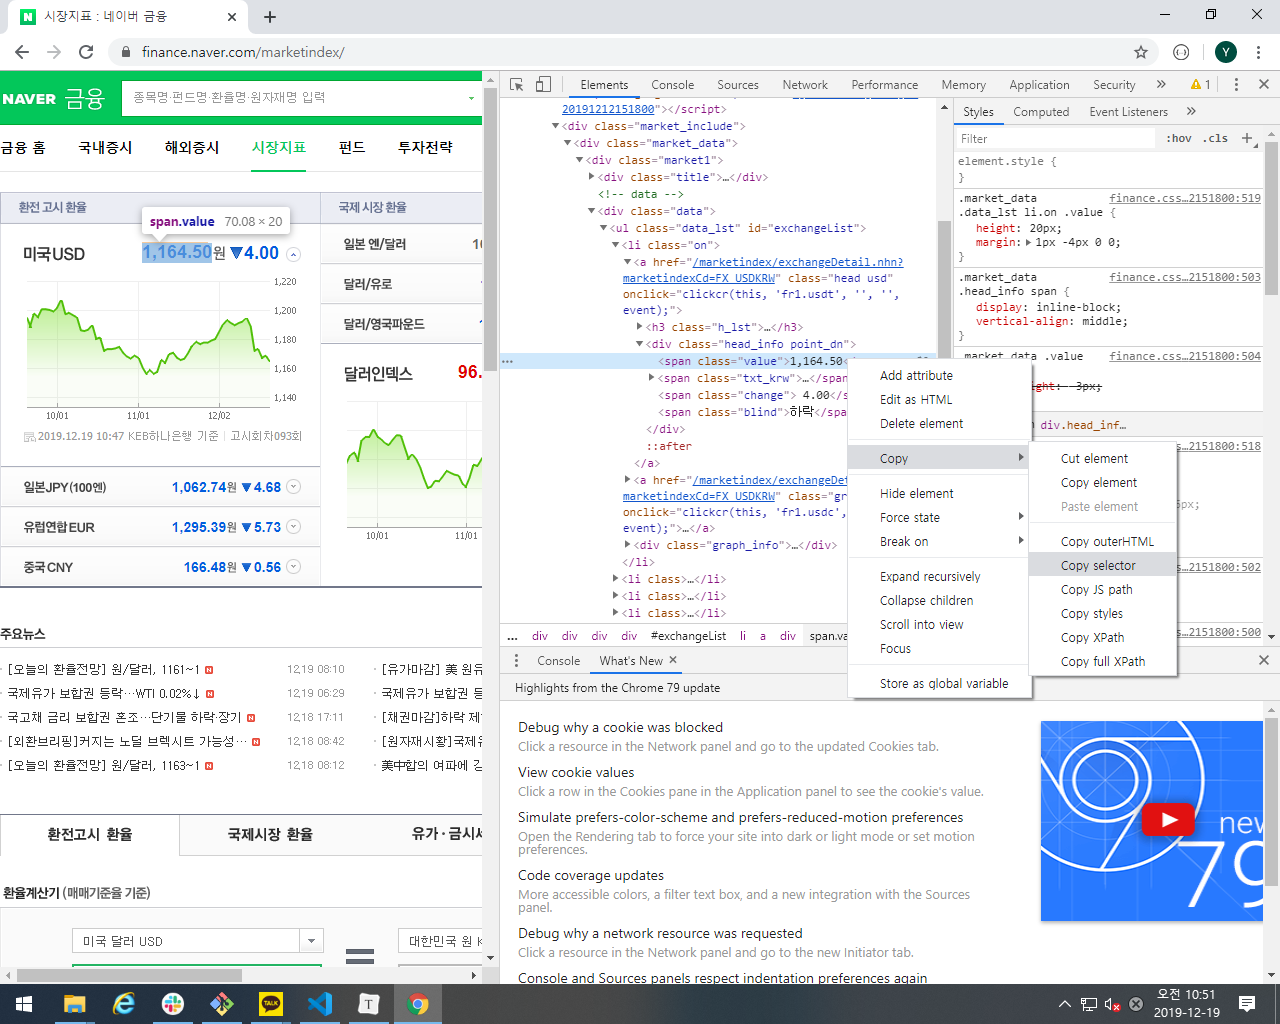 시장지표 : 네이버 금융
finance.naver.com/marketindex/
Y
NAVER 금융
종목명·펀드명·환율명·원자재명 입력
금융 홈 국내증시 해외증시 시장지표 펀드 투자전략
환전 고시 환율
국제 시장 환율
span.value 70.08 × 20
미국 USD 1,164.50원 ▼4.00
1,220
1,200
1,180
1,160
1,140
10/01 11/01 12/02
2019.12.19 10:47 KEB하나은행 기준 고시회차093회
일본JPY(100엔) 1,062.74원 ▼4.68
유럽연합EUR 1,295.39원 ▼5.73
중국CNY 166.48원 ▼0.56
일본 엔/달러
달러/유로
달러/영국파운드
달러인덱스 96.
10/01 11/01
주요뉴스
[오늘의 환율전망] 원/달러, 1161~1 N 12,19 08:10
국제유가 보합권 등락…WTI 0.02%↓ N 12,19 06:29
국고채 금리 보합권 혼조…단기물 하락·장기 N 12,18 17:11
[외환브리핑]커지는 노딜 브렉시트 가능성… N 12,18 08:42
[오늘의 환율전망] 원/달러, 1163~1 N 12,18 08:12
[유가마감] 美 원유
국제유가 보합권 등
[채권마감]하락 제
[원자재시황]국제유
美中합의 여파에 강
환전고시 환율 국제시장 환율 유가·금시세
환율계산기 (매매기준율 기준)
미국 달러 USD
대한민국 원 K
Elements Console Sources Network Performance Memory Application Security » 1
20191212151800"></script>
<div class="market_include">
<div class="market_data">
<div class="market1">
<div class="title">…</div>
<!-- data -->
<div class="data">
<ul class="data_lst" id="exchangeList">
<li class="on">
<a href="/marketindex/exchangeDetail.nhn?
marketindexCd=FX_USDKRW" class="head usd"
onclick="clickcr(this, 'fr1.usdt', '', '',
event);">
<h3 class="h_lst">…</h3>
<div class="head_info point_dn">
<span class="value">1,164.50<
<span class="txt_krw">…</span
<span class="change"> 4.00</s
<span class="blind">하락</spa
</div>
::after
</a>
<a href="/marketindex/exchangeDet
marketindexCd=FX_USDKRW" class="gr
onclick="clickcr(this, 'fr1.usdc',
event);">…</a>
<div class="graph_info">…</div>
</li>
<li class>…</li>
<li class>…</li>
<li class>…</li>
... div div div div #exchangeList li a div span.va
Styles Computed Event Listeners »
Filter :hov .cls +
element.style {
}
.market_data finance.css…2151800:519
.data_lst li.on .value {
height: 20px;
margin: 1px -4px 0 0;
}
.market_data finance.css…2151800:503
.head_info span {
display: inline-block;
vertical-align: middle;
}
.market_data .value finance.css…2151800:504
ght: -3px;
div.head_inf…
s…2151800:518
6px;
s…2151800:502
s…2151800:500
Add attribute
Edit as HTML
Delete element
Copy
Hide element
Force state
Break on
Expand recursively
Collapse children
Scroll into view
Focus
Store as global variable
Cut element
Copy element
Paste element
Copy outerHTML
Copy selector
Copy JS path
Copy styles
Copy XPath
Copy full XPath
Console What's New
Highlights from the Chrome 79 update
Debug why a cookie was blocked
Click a resource in the Network panel and go to the updated Cookies tab.
View cookie values
Click a row in the Cookies pane in the Application panel to see the cookie's value.
Simulate prefers-color-scheme and prefers-reduced-motion preferences
Open the Rendering tab to force your site into dark or light mode or set motion
preferences.
Code coverage updates
More accessible colors, a filter text box, and a new integration with the Sources
panel.
Debug why a network resource was requested
Click a resource in the Network panel and go to the new Initiator tab.
Console and Sources panels respect indentation preferences again
new
79
TALK
T
오전 10:51
2019-12-19